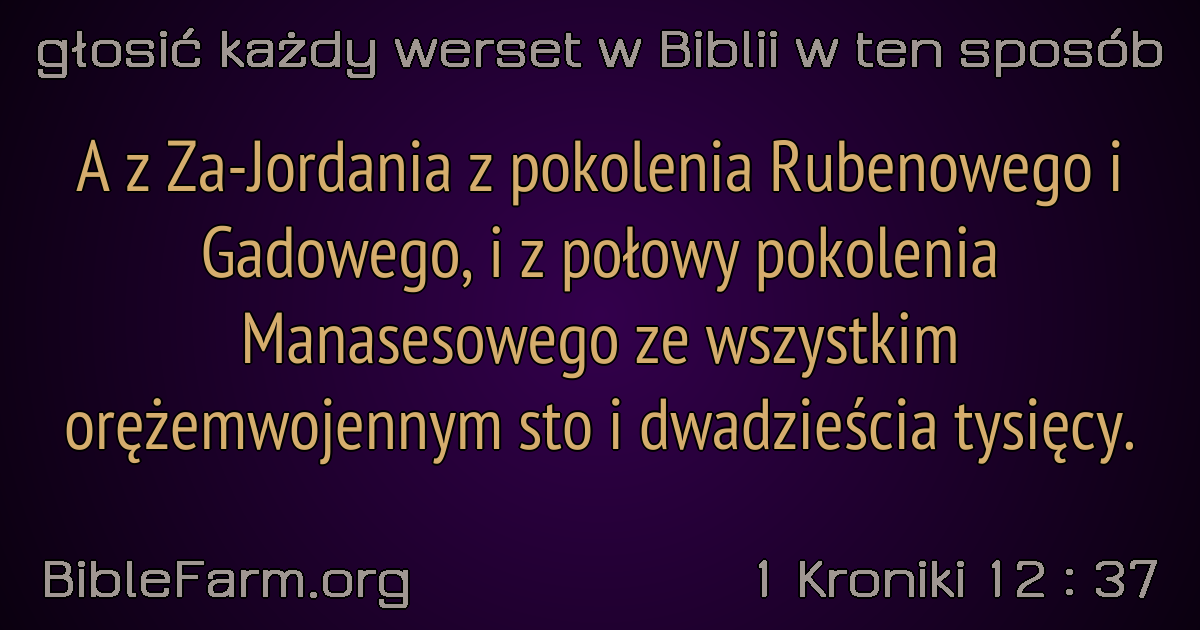 głosić każdy werset w Biblii w ten sposób
A z Za-Jordania z pokolenia Rubenowego i
Gadowego, i z połowy pokolenia
Manasesowego ze wszystkim
orężemwojennym sto i dwadzieścia tysięcy.
BibleFarm.org
1 Kroniki 12 : 37